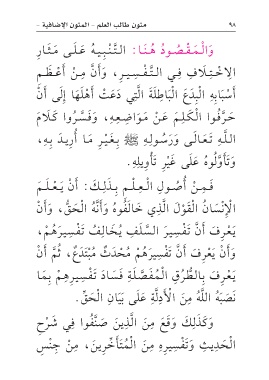 ٩٨ متون طالب العلم - المتون الإضافية -
وَالْمَقْصُودُ هُنَا: التَّنْبِيهُ عَلَى مَثَارِ
الِاخْتِلَافِ فِي التَّفْسِيرِ، وَأَنَّ مِنْ أَعْظَمِ
أَسْبَابِهِ الْبِدَعَ الْبَاطِلَةَ الَّتِي دَعَتْ أَهْلَهَا إِلَى أَنْ
حَرَّفُوا الْكَلِمَ عَنْ مَوَاضِعِهِ، وَفَسَّرُوا كَلَامَ
اللَّهِ تَعَالَى وَرَسُولِهِ ﷺ بِغَيْرِ مَا أُرِيدَ بِهِ،
وَتَأَوَّلُوهُ عَلَى غَيْرِ تَأْوِيلِهِ.
فَمِنْ أُصُولِ الْعِلْمِ بِذَلِكَ: أَنْ يَعْلَمَ
الْإِنْسَانُ الْقَوْلَ الَّذِي خَالَفُوهُ وَأَنَّهُ الْحَقُّ، وَأَنْ
يَعْرِفَ أَنَّ تَفْسِيرَ السَّلَفِ يُخَالِفُ تَفْسِيرَهُمْ،
وَأَنْ يَعْرِفَ أَنَّ تَفْسِيرَهُمْ مُحْدَثٌ مُبْتَدَعٌ، ثُمَّ أَنْ
يَعْرِفَ بِالطُّرُقِ الْمُفَصَّلَةِ فَسَادَ تَفْسِيرِهِمْ بِمَا
نَصَبَهُ اللَّهُ مِنَ الْأَدِلَّةِ عَلَى بَيَانِ الْحَقِّ.
وَكَذَلِكَ وَقَعَ مِنَ الَّذِينَ صَنَّفُوا فِي شَرْحِ
الْحَدِيثِ وَتَفْسِيرِهِ مِنَ الْمُتَأَخِّرِينَ، مِنْ جِنْسِ